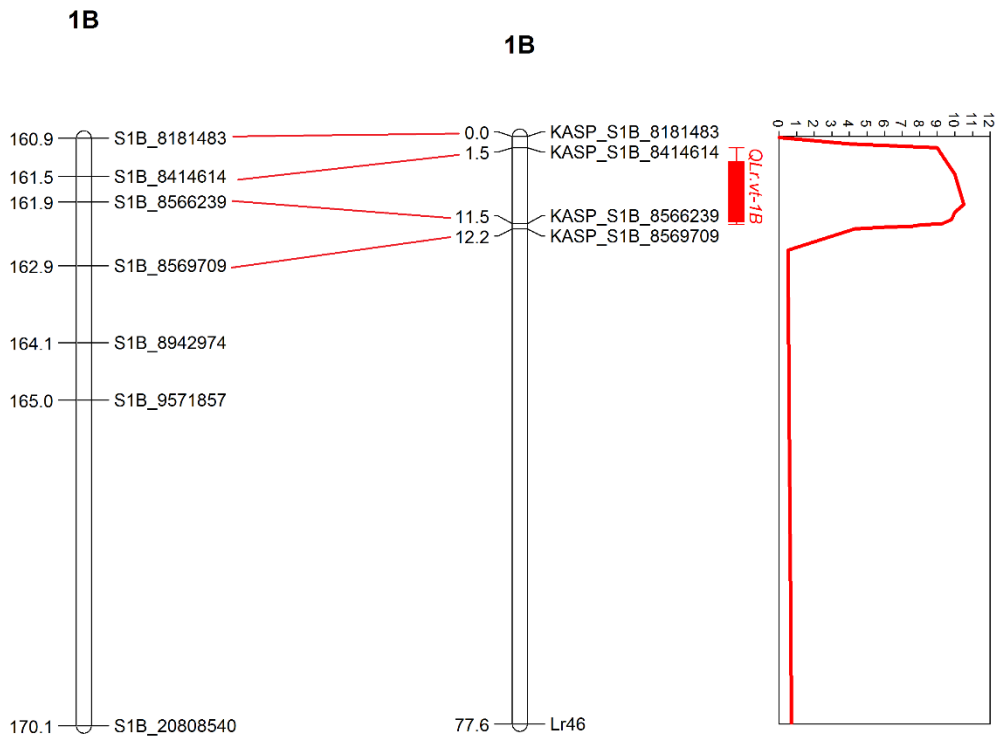 1B
160.9 S1B_8181483
161.5 S1B_8414614
161.9 S1B_8566239
162.9 S1B_8569709
164.1 S1B_8942974
165.0 S1B_9571857
170.1 S1B_20808540
1B
0.0 KASP_S1B_8181483
1.5 KASP_S1B_8414614
11.5 KASP_S1B_8566239
12.2 KASP_S1B_8569709
77.6 Lr46
QLr.vt-1B
0 1 2 3 4 5 6 7 8 9 10 11 12